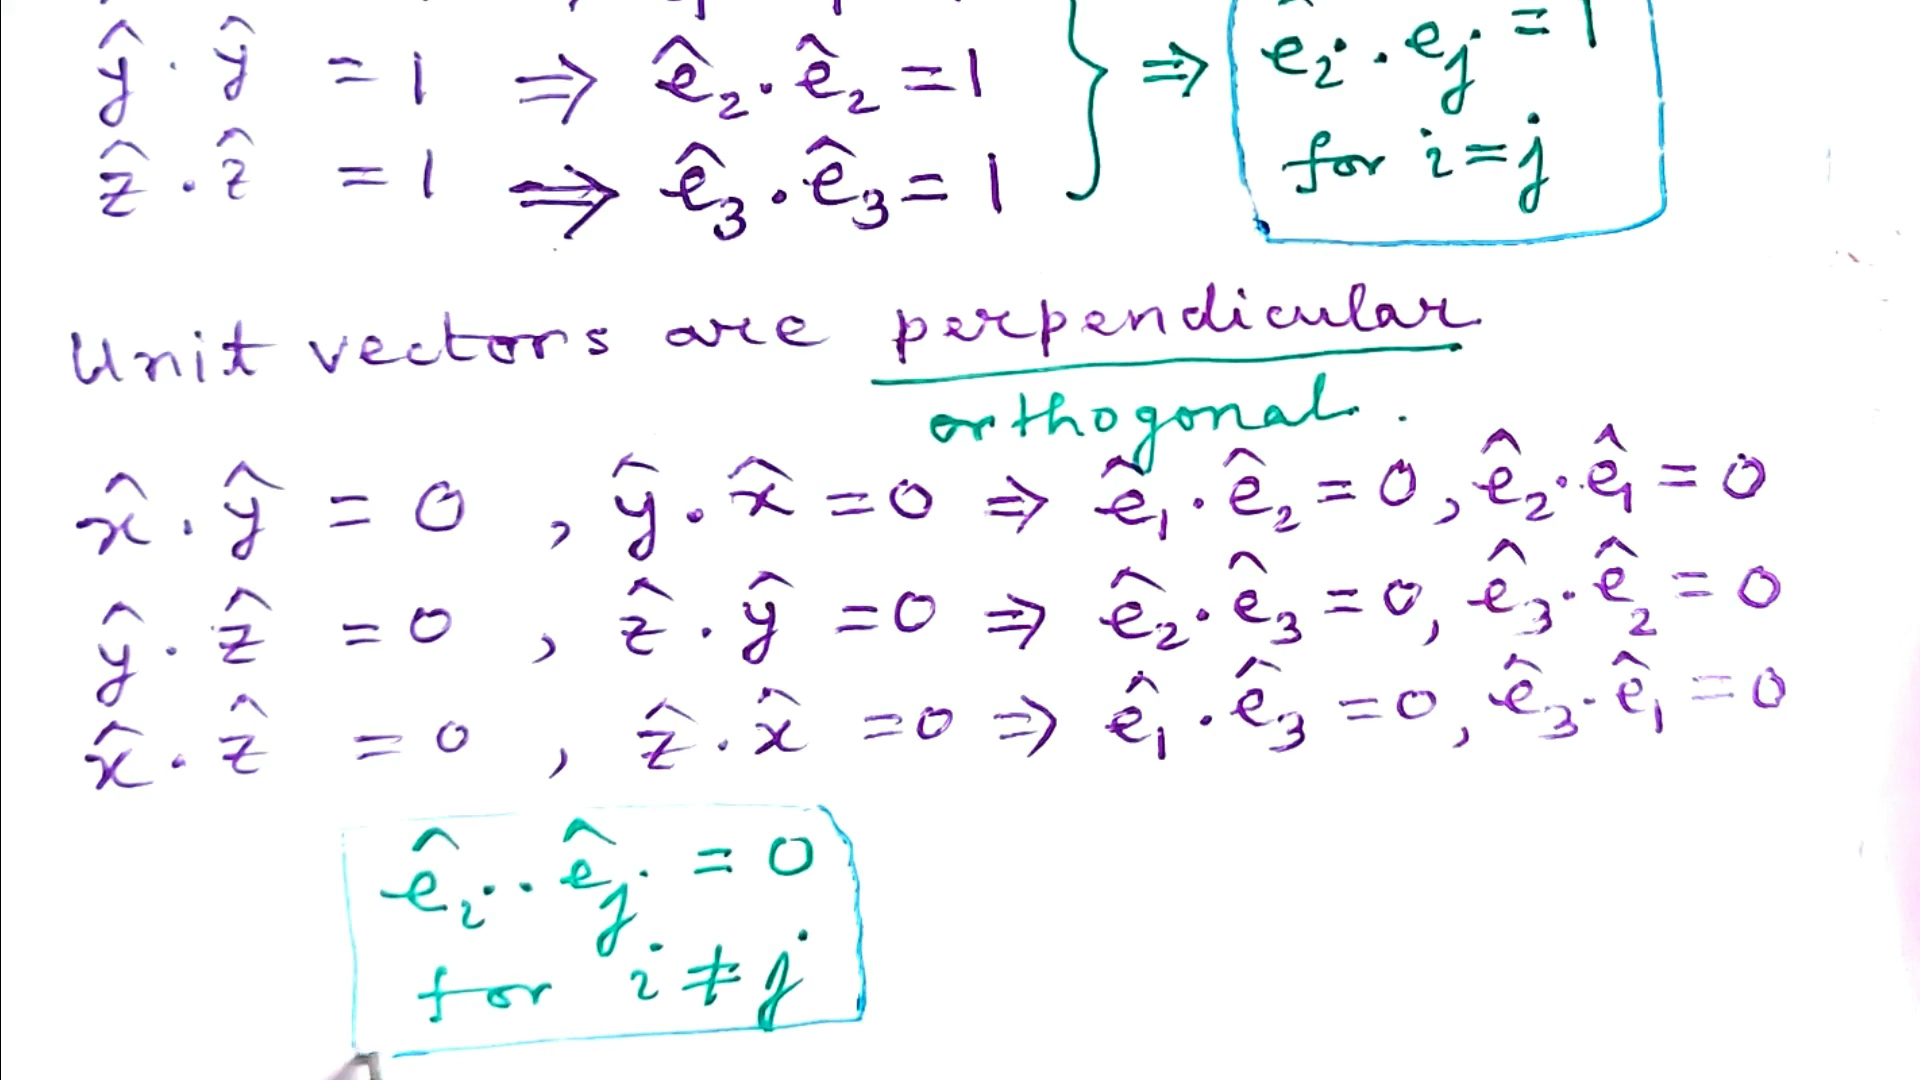 ŷ . ŷ = 1 ⇒ ê₂ . ê₂ = 1
ẑ . ẑ = 1 ⇒ ê₃ . ê₃ = 1
êᵢ . eⱼ = 1
for i = j
Unit vectors are perpendicular
orthogonal.
x̂ . ŷ = 0 , ŷ . x̂ = 0 ⇒ ê₁ . ê₂ = 0, ê₂ . ê₁ = 0
ŷ . ẑ = 0 , ẑ . ŷ = 0 ⇒ ê₂ . ê₃ = 0, ê₃ . ê₂ = 0
x̂ . ẑ = 0 , ẑ . x̂ = 0 ⇒ ê₁ . ê₃ = 0, ê₃ . ê₁ = 0
êᵢ . êⱼ = 0
for i ≠ j